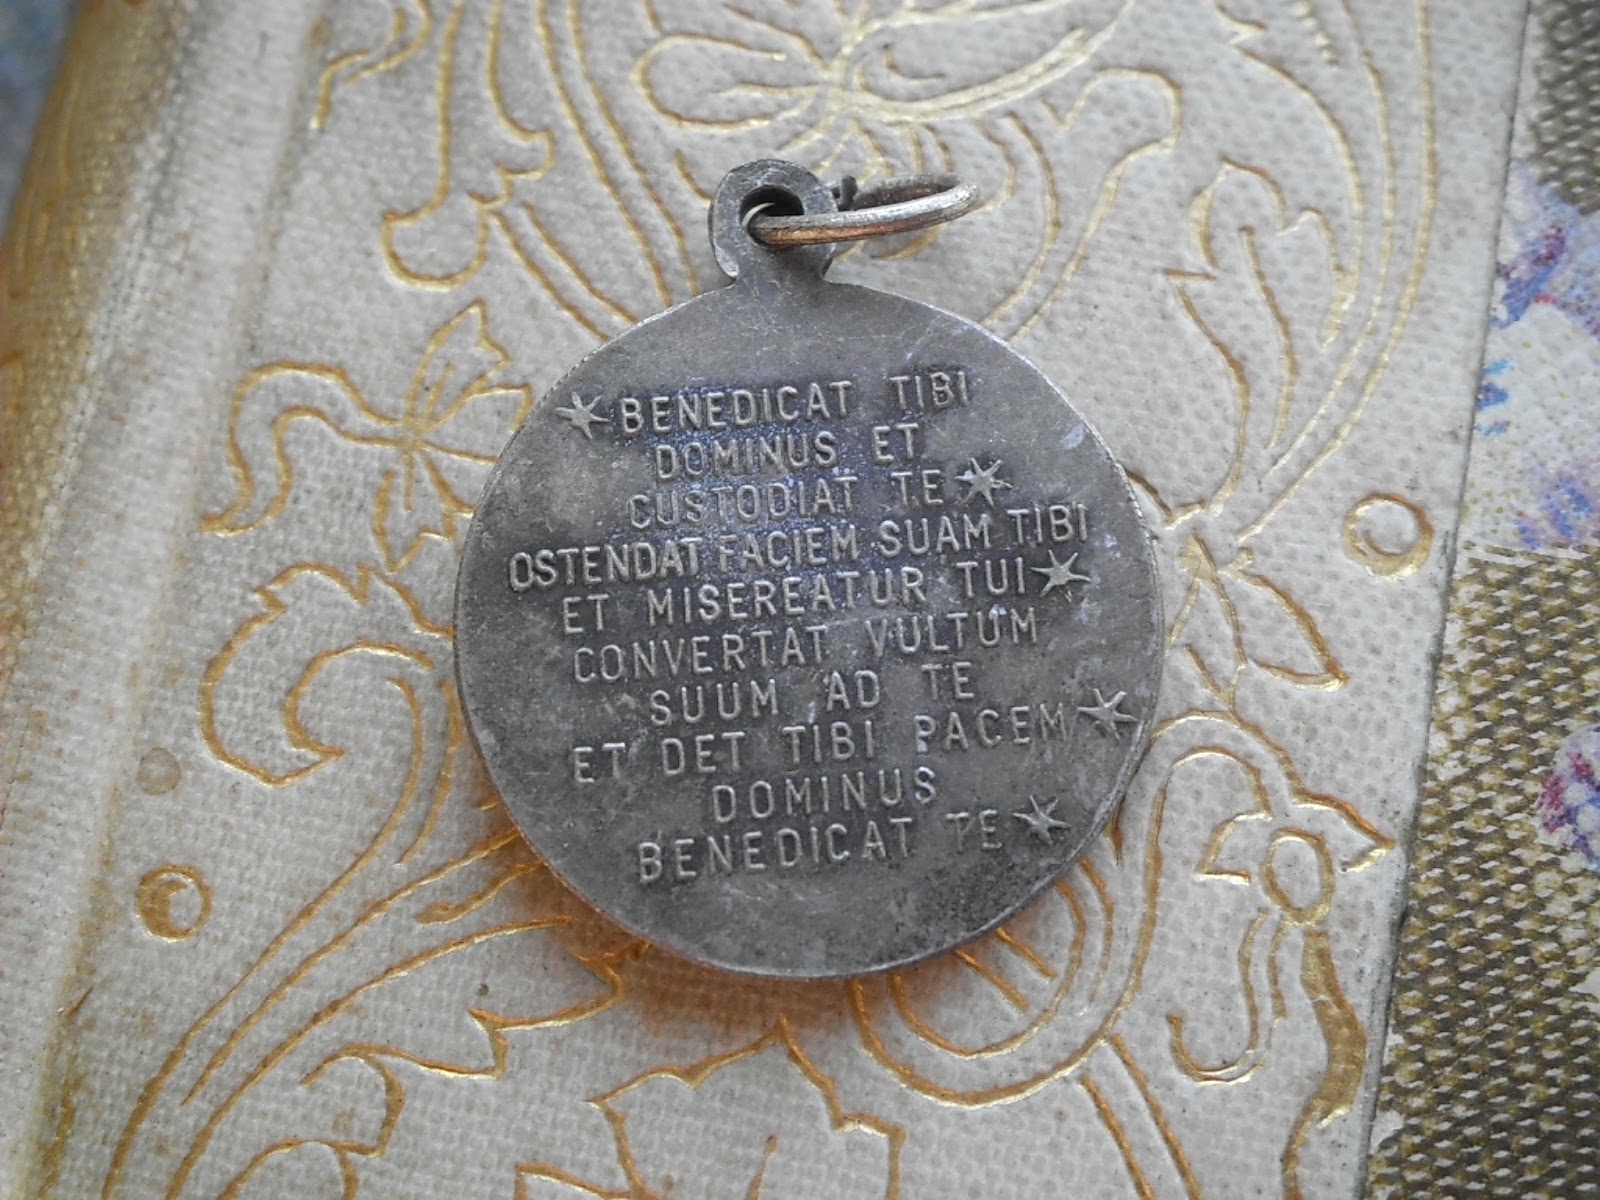 BENEDICAT TIBI
DOMINUS ET
CUSTODIAT TE
OSTENDAT FACIEM SUAM TIBI
ET MISEREATUR TUI
CONVERTAT VULTUM
SUUM AD TE
ET DET TIBI PACEM
DOMINUS
BENEDICAT TE